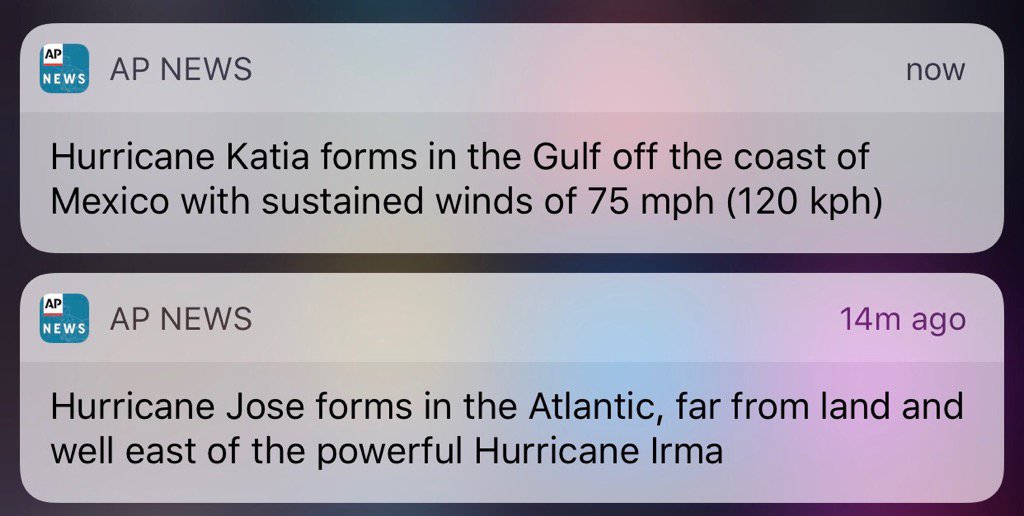 AP
NEWS
AP NEWS
now
Hurricane Katia forms in the Gulf off the coast of
Mexico with sustained winds of 75 mph (120 kph)
AP
NEWS
AP NEWS
14m ago
Hurricane Jose forms in the Atlantic, far from land and
well east of the powerful Hurricane Irma